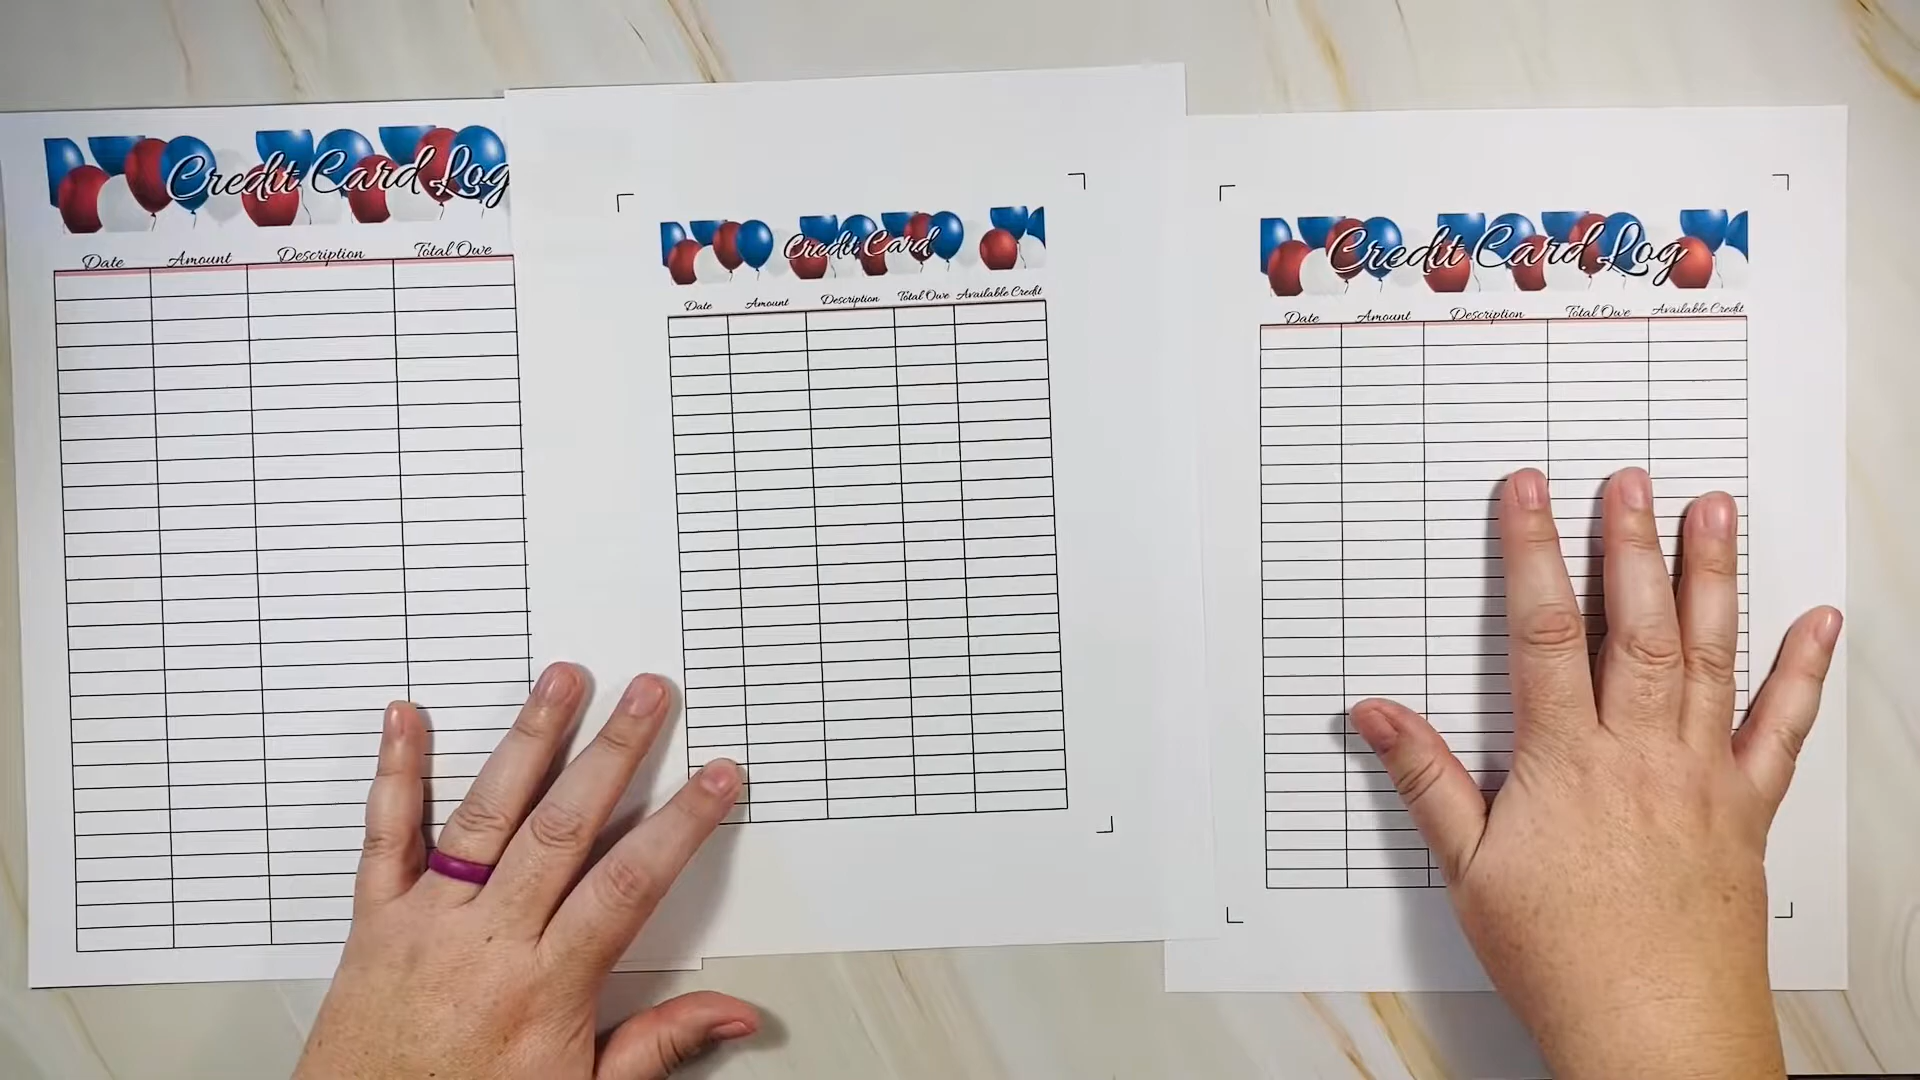 Credit Card Log
Date Amount Description Total Owe
Credit Card
Date Amount Description Total Owe Available Credit
Credit Card Log
Date Amount Description Total Owe Available Credit